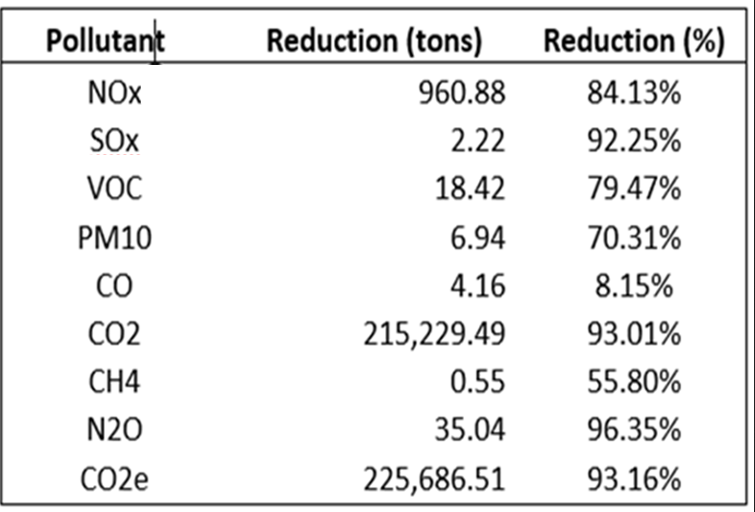 Pollutant Reduction (tons) Reduction (%)
NOx 960.88 84.13%
SOx 2.22 92.25%
VOC 18.42 79.47%
PM10 6.94 70.31%
CO 4.16 8.15%
CO2 215,229.49 93.01%
CH4 0.55 55.80%
N2O 35.04 96.35%
CO2e 225,686.51 93.16%